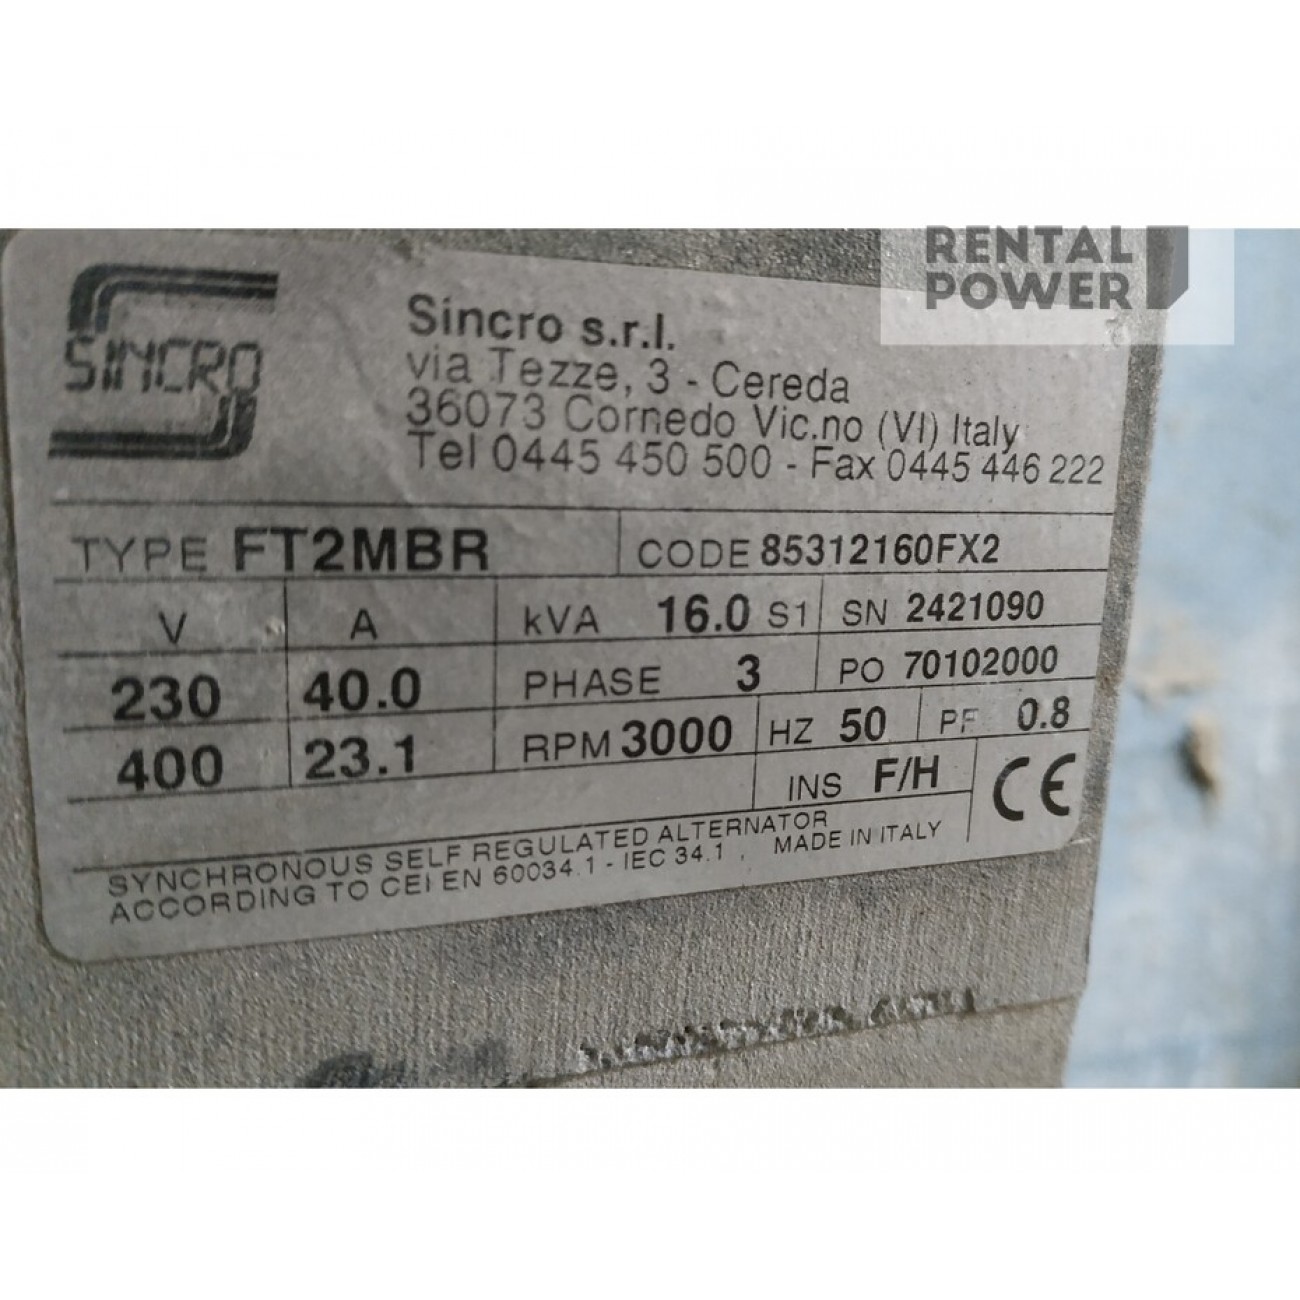 RENTAL
POWER
SINCRO
Sincro s.r.l.
via Tezze, 3 - Cereda
36073 Cornedo Vic.no (VI) Italy
Tel 0445 450 500 - Fax 0445 446 222
TYPE FT2MBR CODE 85312160FX2
V A kVA 16.0 S1 SN 2421090
230 40.0 PHASE 3 PO 70102000
400 23.1 RPM 3000 HZ 50 PF 0.8
INS F/H CE
SYNCHRONOUS SELF REGULATED ALTERNATOR
ACCORDING TO CEI EN 60034.1 - IEC 34.1 , MADE IN ITALY